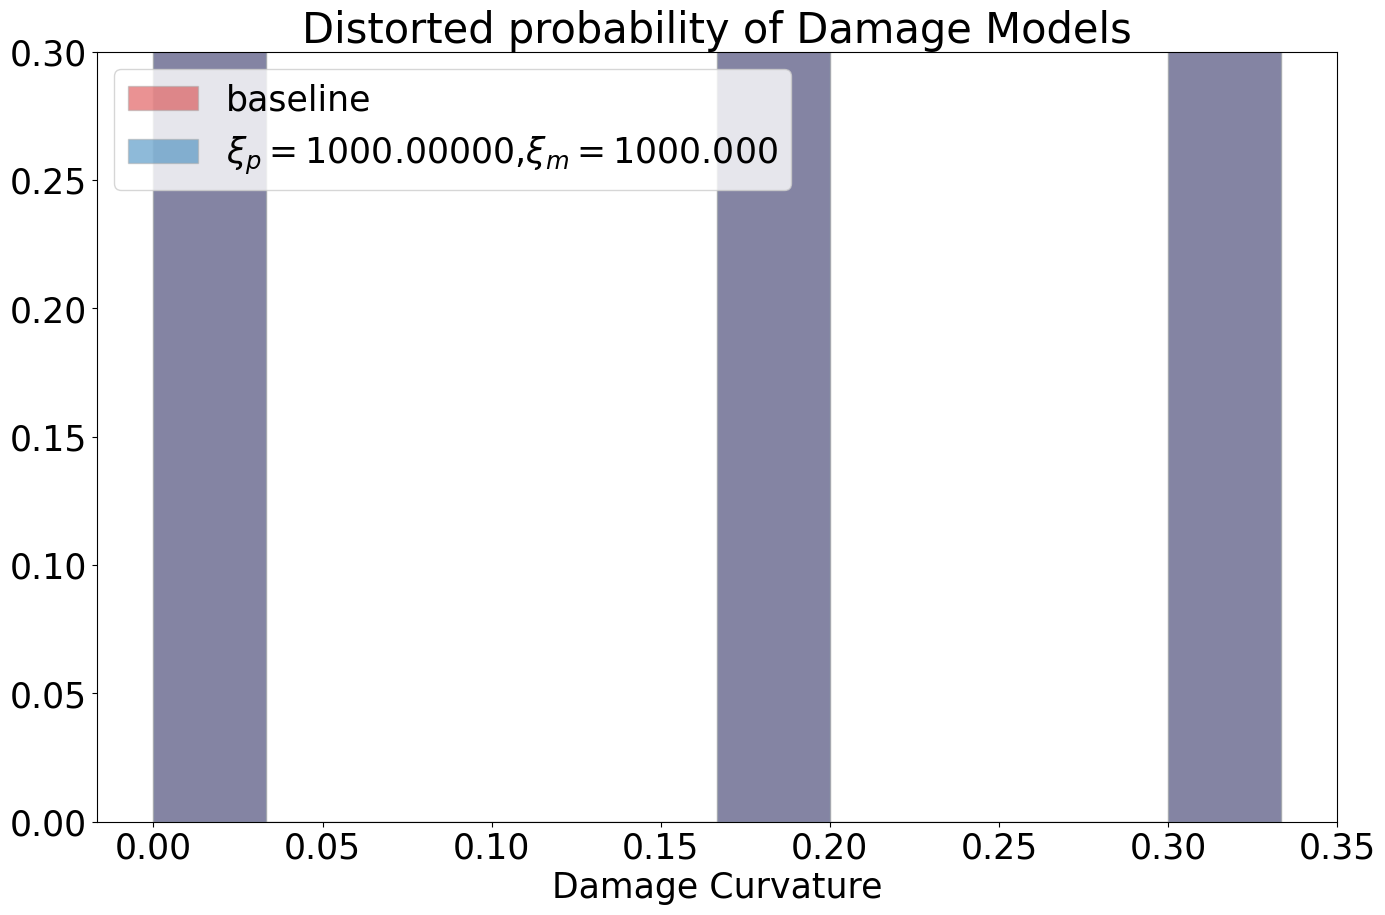 Distorted probability of Damage Models
0.30
0.25
0.20
0.15
0.10
0.05
0.00
baseline
ξₚ = 1000.00000,ξₘ = 1000.000
0.00 0.05 0.10 0.15 0.20 0.25 0.30 0.35
Damage Curvature